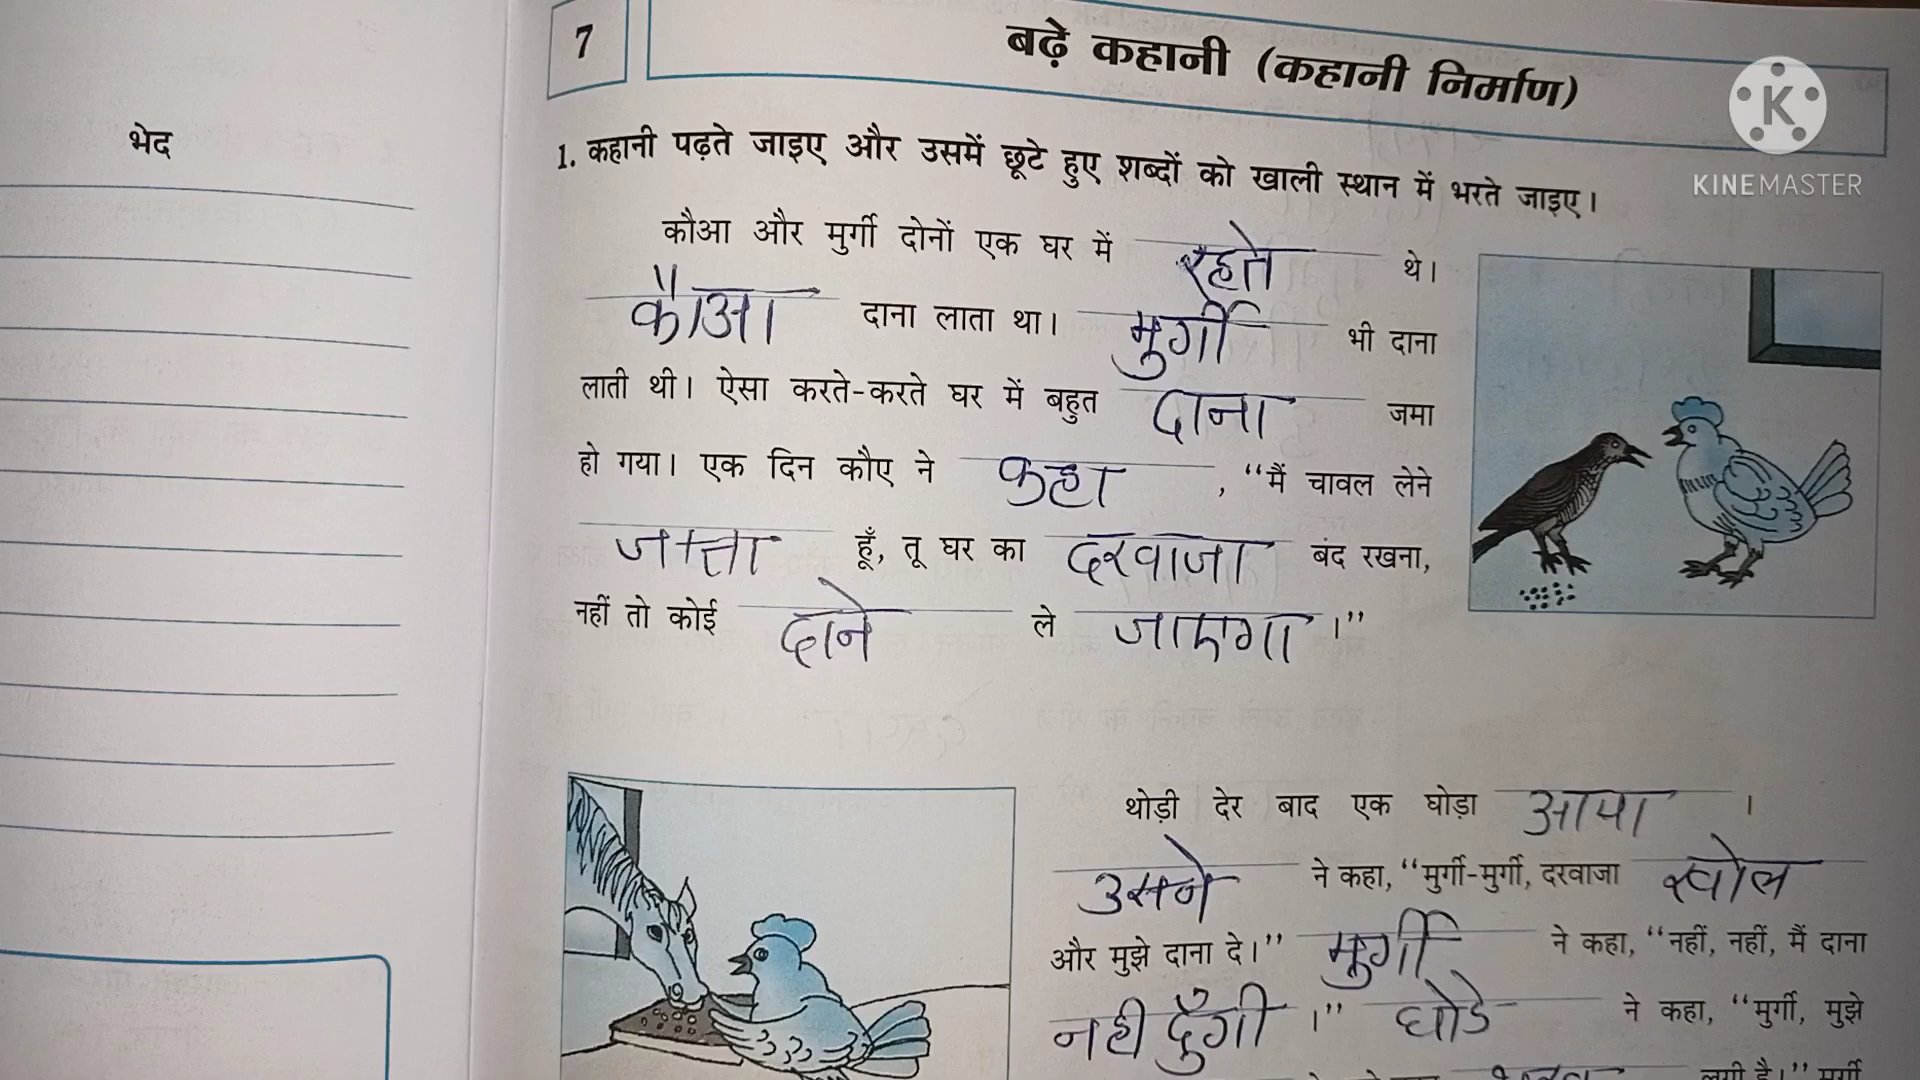 भेद
7
बढ़े कहानी (कहानी निर्माण)
KINEMASTER
1. कहानी पढ़ते जाइए और उसमें छूटे हुए शब्दों को खाली स्थान में भरते जाइए।
कौआ और मुर्गी दोनों एक घर में रहते थे।
कौआ दाना लाता था। मुर्गी भी दाना
लाती थी। ऐसा करते-करते घर में बहुत दाना जमा
हो गया। एक दिन कौए ने कहा, “मैं चावल लेने
जाता हूँ, तू घर का दरवाजा बंद रखना,
नहीं तो कोई दाने ले जाएगा।”
थोड़ी देर बाद एक घोड़ा आया।
उसने ने कहा, “मुर्गी-मुर्गी, दरवाजा खोल
और मुझे दाना दे।” मुर्गी ने कहा, “नहीं, नहीं, मैं दाना
नही दुँगी।” घोडे ने कहा, “मुर्गी, मुझे
लगी है।” मुर्गी